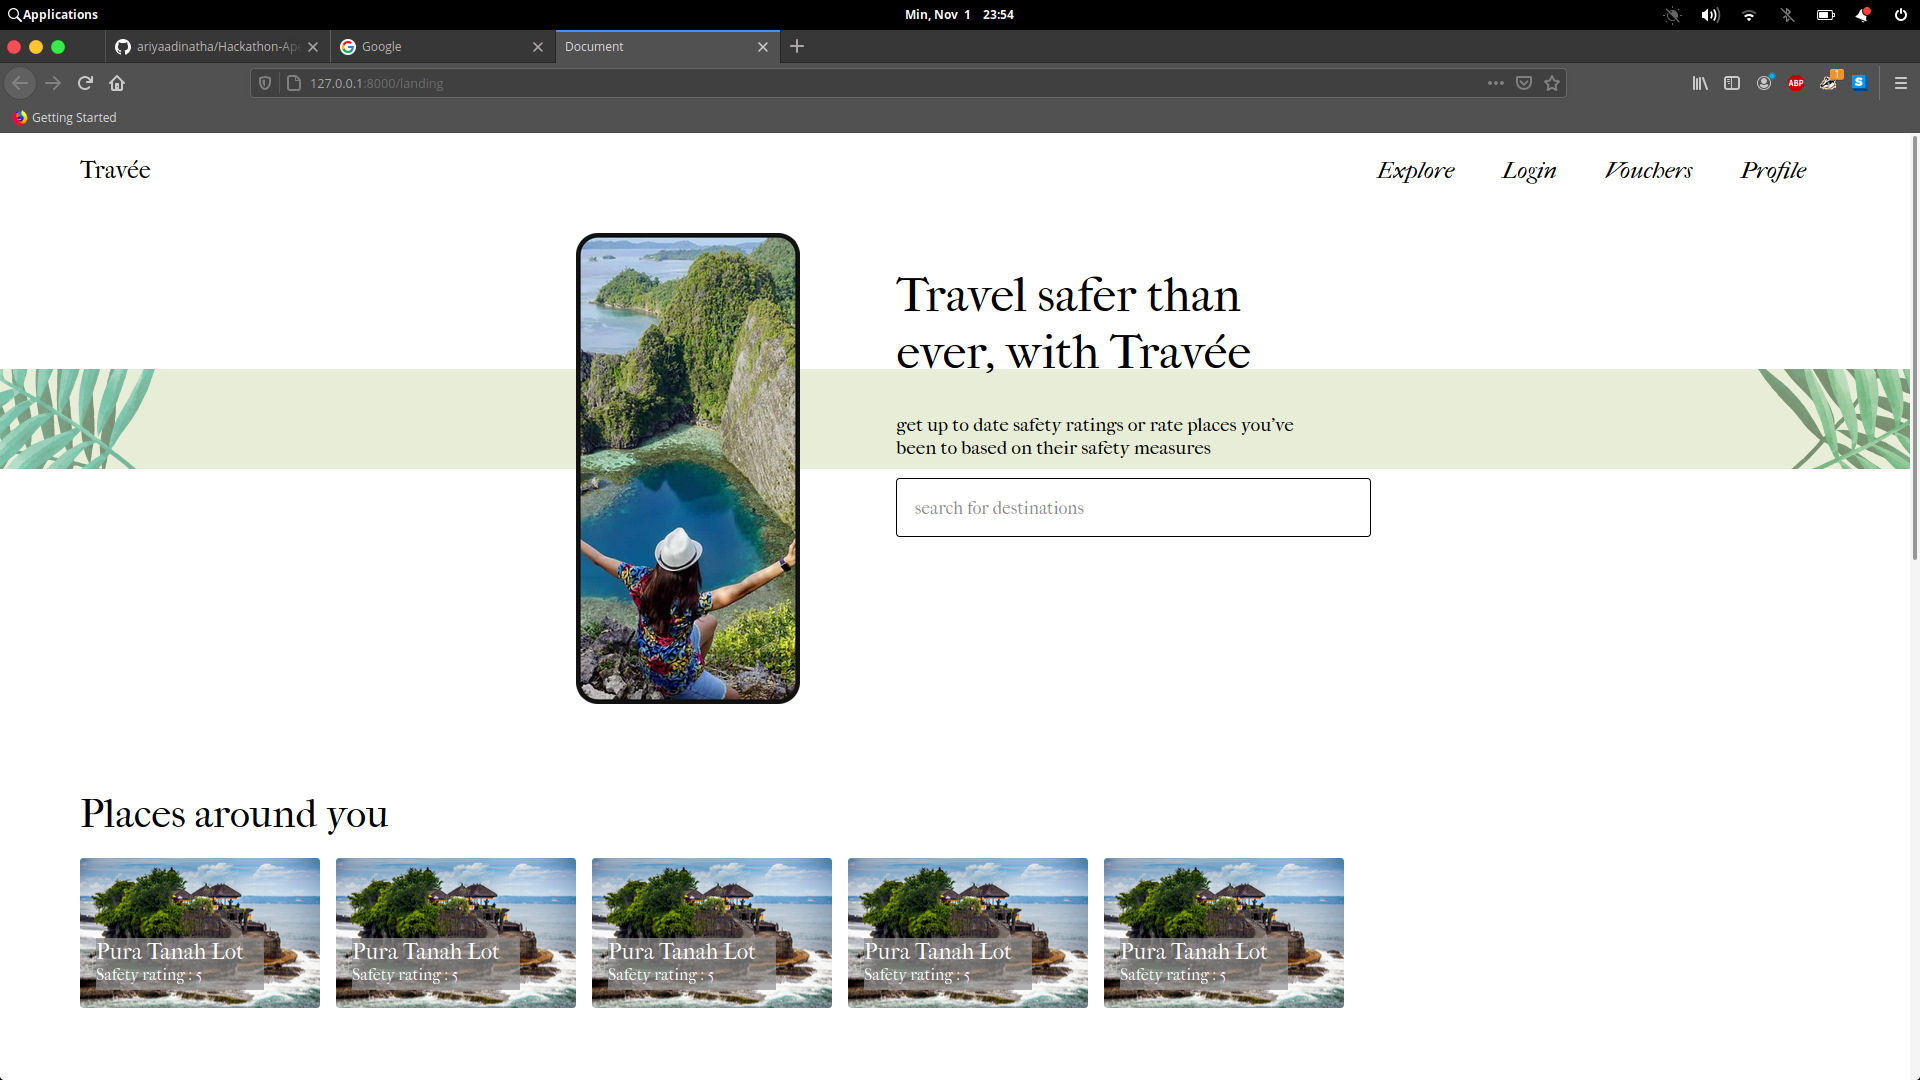 Applications
Min, Nov 1 23:54
ariyaadinatha/Hackathon-Ap
Google
Document
127.0.0.1:8000/landing
ABP
1
S
Getting Started
Travée
Explore
Login
Vouchers
Profile
Travel safer than
ever, with Travée
get up to date safety ratings or rate places you've
been to based on their safety measures
search for destinations
Places around you
Pura Tanah Lot
Safety rating : 5
Pura Tanah Lot
Safety rating : 5
Pura Tanah Lot
Safety rating : 5
Pura Tanah Lot
Safety rating : 5
Pura Tanah Lot
Safety rating : 5